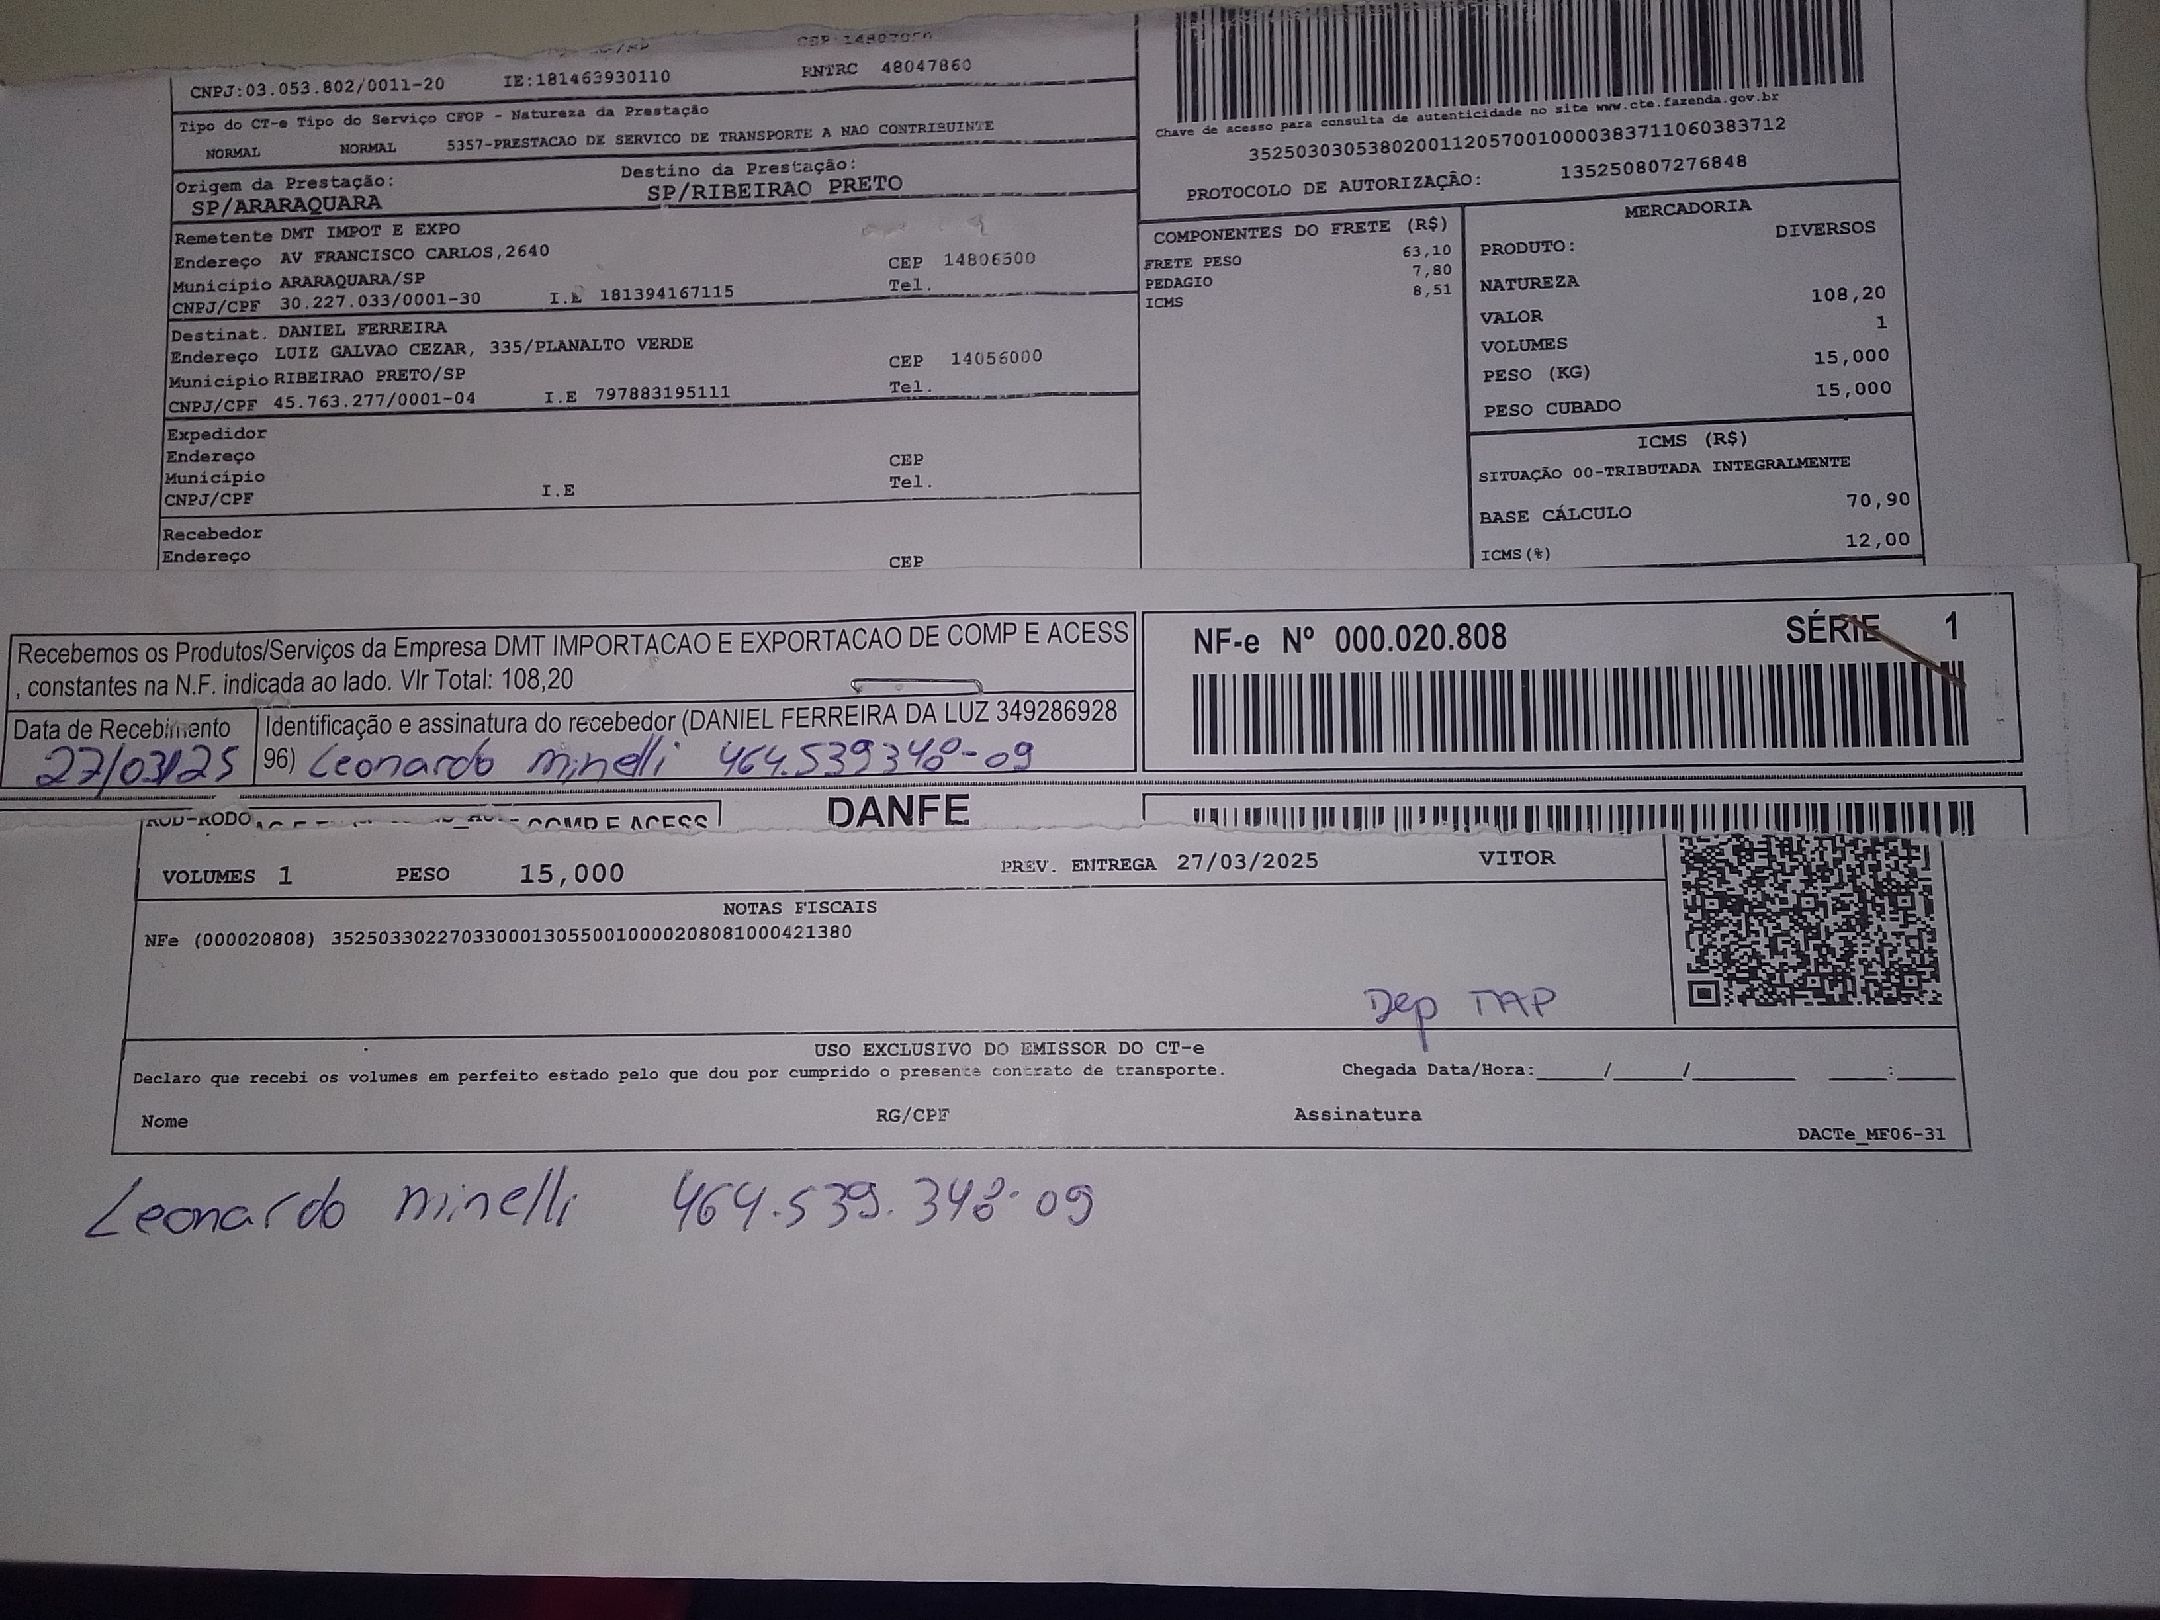 CNPJ:03.053.802/0011-20 IE:181463930110 RNTRC 48047860
Tipo do CT-e Tipo do Serviço CFOP - Natureza da Prestação
NORMAL NORMAL 5357-PRESTACAO DE SERVICO DE TRANSPORTE A NAO CONTRIBUINTE
Origem da Prestação: Destino da Prestação:
SP/ARARAQUARA SP/RIBEIRAO PRETO
Remetente DMT IMPOT E EXPO
Endereço AV FRANCISCO CARLOS,2640 CEP 14806500
Municipio ARARAQUARA/SP Tel.
CNPJ/CPF 30.227.033/0001-30 I.E 181394167115
Destinat. DANIEL FERREIRA
Endereço LUIZ GALVAO CEZAR, 335/PLANALTO VERDE CEP 14056000
Municipio RIBEIRAO PRETO/SP Tel.
CNPJ/CPF 45.763.277/0001-04 I.E 797883195111
Expedidor
Endereço CEP
Município Tel.
CNPJ/CPF I.E
Recebedor
Endereço CEP
Chave de acesso para consulta de autenticidade no site www.cte.fazenda.gov.br
35250303053802001120570010000383711060383712
PROTOCOLO DE AUTORIZAÇÃO: 135250807276848
COMPONENTES DO FRETE (R$)
FRETE PESO 63,10
PEDAGIO 7,80
ICMS 8,51
MERCADORIA
PRODUTO: DIVERSOS
NATUREZA
VALOR 108,20
VOLUMES 1
PESO (KG) 15,000
PESO CUBADO 15,000
ICMS (R$)
SITUAÇÃO 00-TRIBUTADA INTEGRALMENTE
BASE CÁLCULO 70,90
ICMS(%) 12,00
Recebemos os Produtos/Serviços da Empresa DMT IMPORTACAO E EXPORTACAO DE COMP E ACESS
, constantes na N.F. indicada ao lado. Vlr Total: 108,20
Data de Recebimento
27/03/25
Identificação e assinatura do recebedor (DANIEL FERREIRA DA LUZ 349286928
96) Leonardo minelli 464.539348-09
NF-e Nº 000.020.808 SÉRIE 1
DANFE
COMP E ACESS
VOLUMES 1 PESO 15,000 PREV. ENTREGA 27/03/2025 VITOR
NOTAS FISCAIS
NFe (000020808) 35250330227033000130550010000208081000421380
Dep TAP
USO EXCLUSIVO DO EMISSOR DO CT-e
Declaro que recebi os volumes em perfeito estado pelo que dou por cumprido o presente contrato de transporte. Chegada Data/Hora:_____/_____/________ ____:____
Nome RG/CPF Assinatura
DACTe_MF06-31
Leonardo minelli 464.539.348-09